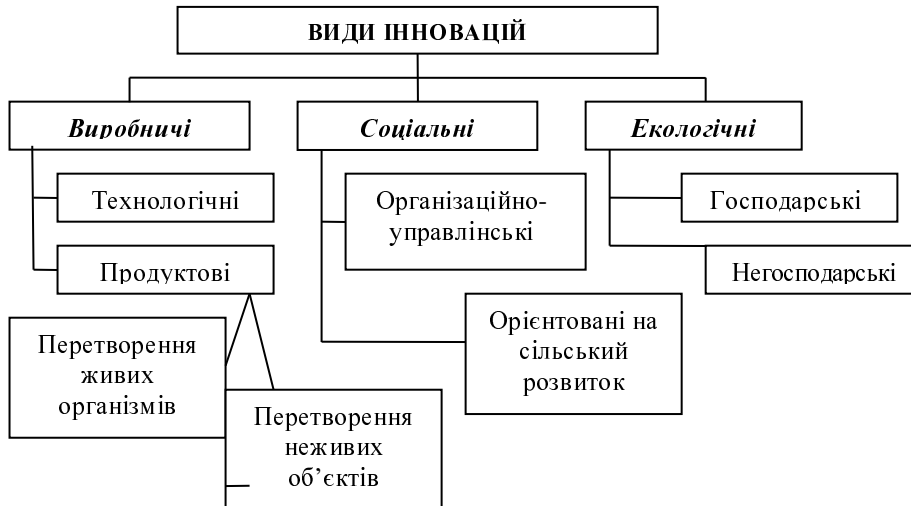 ВИДИ ІННОВАЦІЙ
Виробничі
Соціальні
Екологічні
Технологічні
Продуктові
Перетворення
живих
організмів
Перетворення
неживих
об’єктів
Організаційно-
управлінські
Орієнтовані на
сільський
розвиток
Господарські
Негосподарські